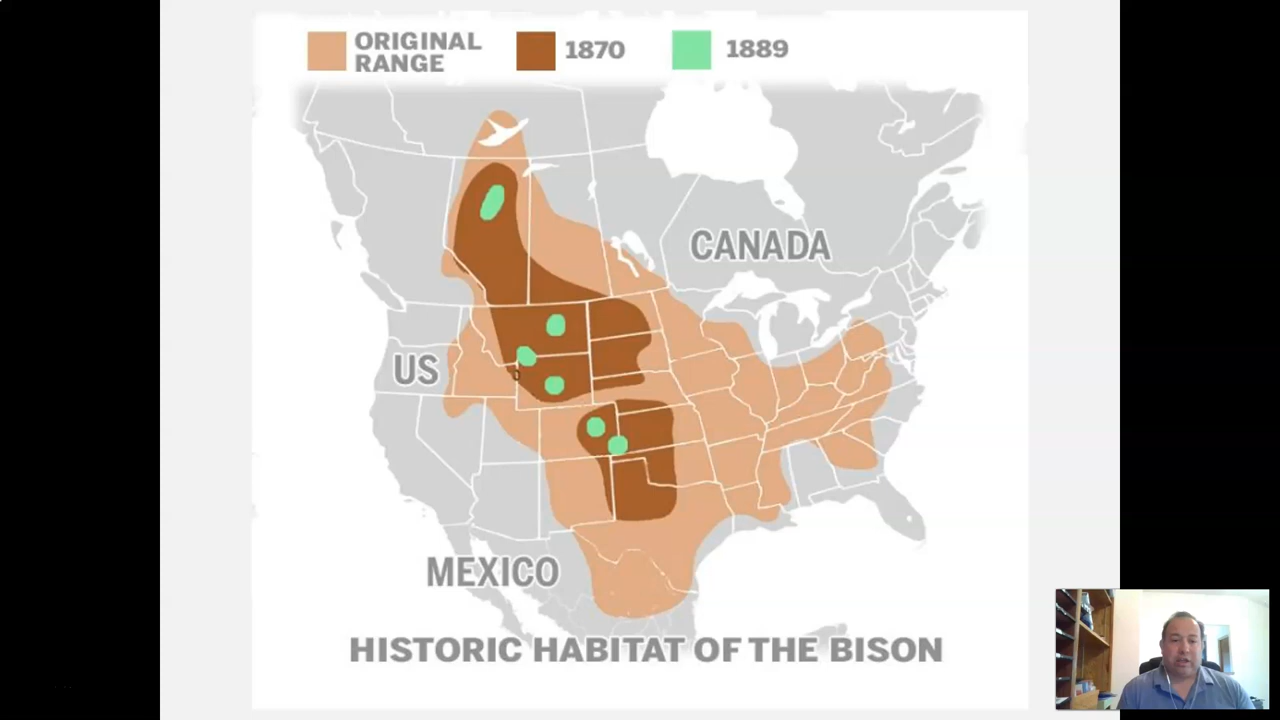 ORIGINAL
RANGE
1870
1889
CANADA
US
MEXICO
HISTORIC HABITAT OF THE BISON